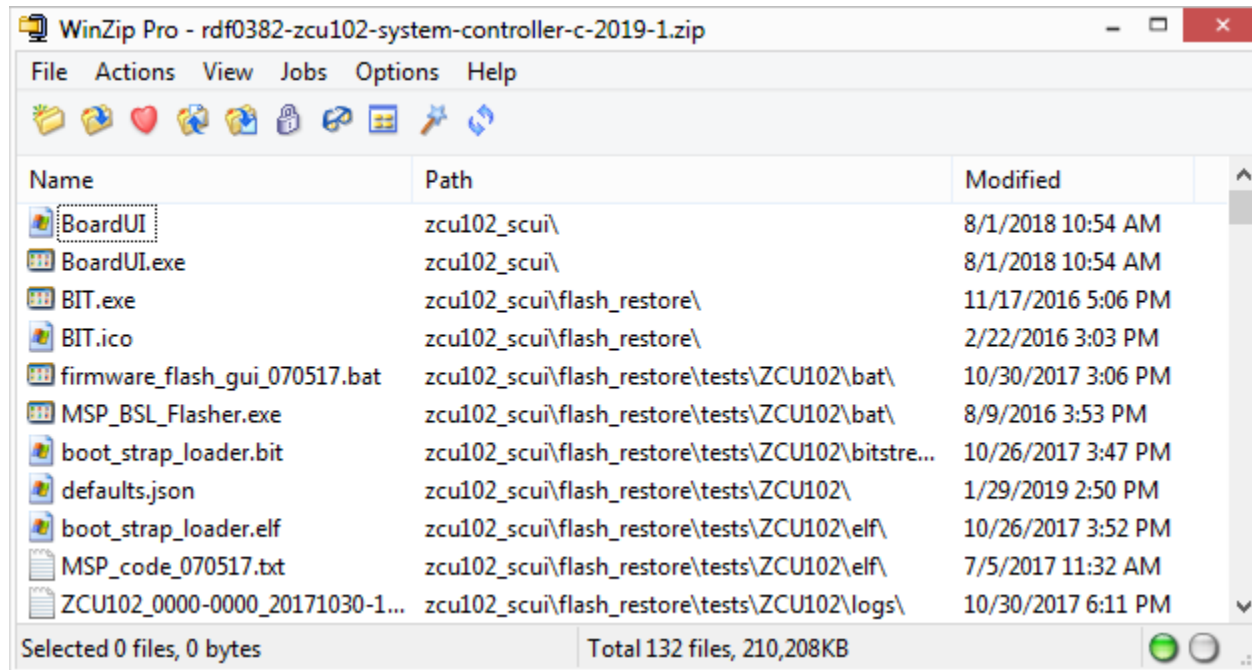 WinZip Pro - rdf0382-zcu102-system-controller-c-2019-1.zip
File Actions View Jobs Options Help
Name Path Modified
BoardUI zcu102_scui\ 8/1/2018 10:54 AM
BoardUI.exe zcu102_scui\ 8/1/2018 10:54 AM
BIT.exe zcu102_scui\flash_restore\ 11/17/2016 5:06 PM
BIT.ico zcu102_scui\flash_restore\ 2/22/2016 3:03 PM
firmware_flash_gui_070517.bat zcu102_scui\flash_restore\tests\ZCU102\bat\ 10/30/2017 3:06 PM
MSP_BSL_Flasher.exe zcu102_scui\flash_restore\tests\ZCU102\bat\ 8/9/2016 3:53 PM
boot_strap_loader.bit zcu102_scui\flash_restore\tests\ZCU102\bitstre... 10/26/2017 3:47 PM
defaults.json zcu102_scui\flash_restore\tests\ZCU102\ 1/29/2019 2:50 PM
boot_strap_loader.elf zcu102_scui\flash_restore\tests\ZCU102\elf\ 10/26/2017 3:52 PM
MSP_code_070517.txt zcu102_scui\flash_restore\tests\ZCU102\elf\ 7/5/2017 11:32 AM
ZCU102_0000-0000_20171030-1... zcu102_scui\flash_restore\tests\ZCU102\logs\ 10/30/2017 6:11 PM
Selected 0 files, 0 bytes Total 132 files, 210,208KB